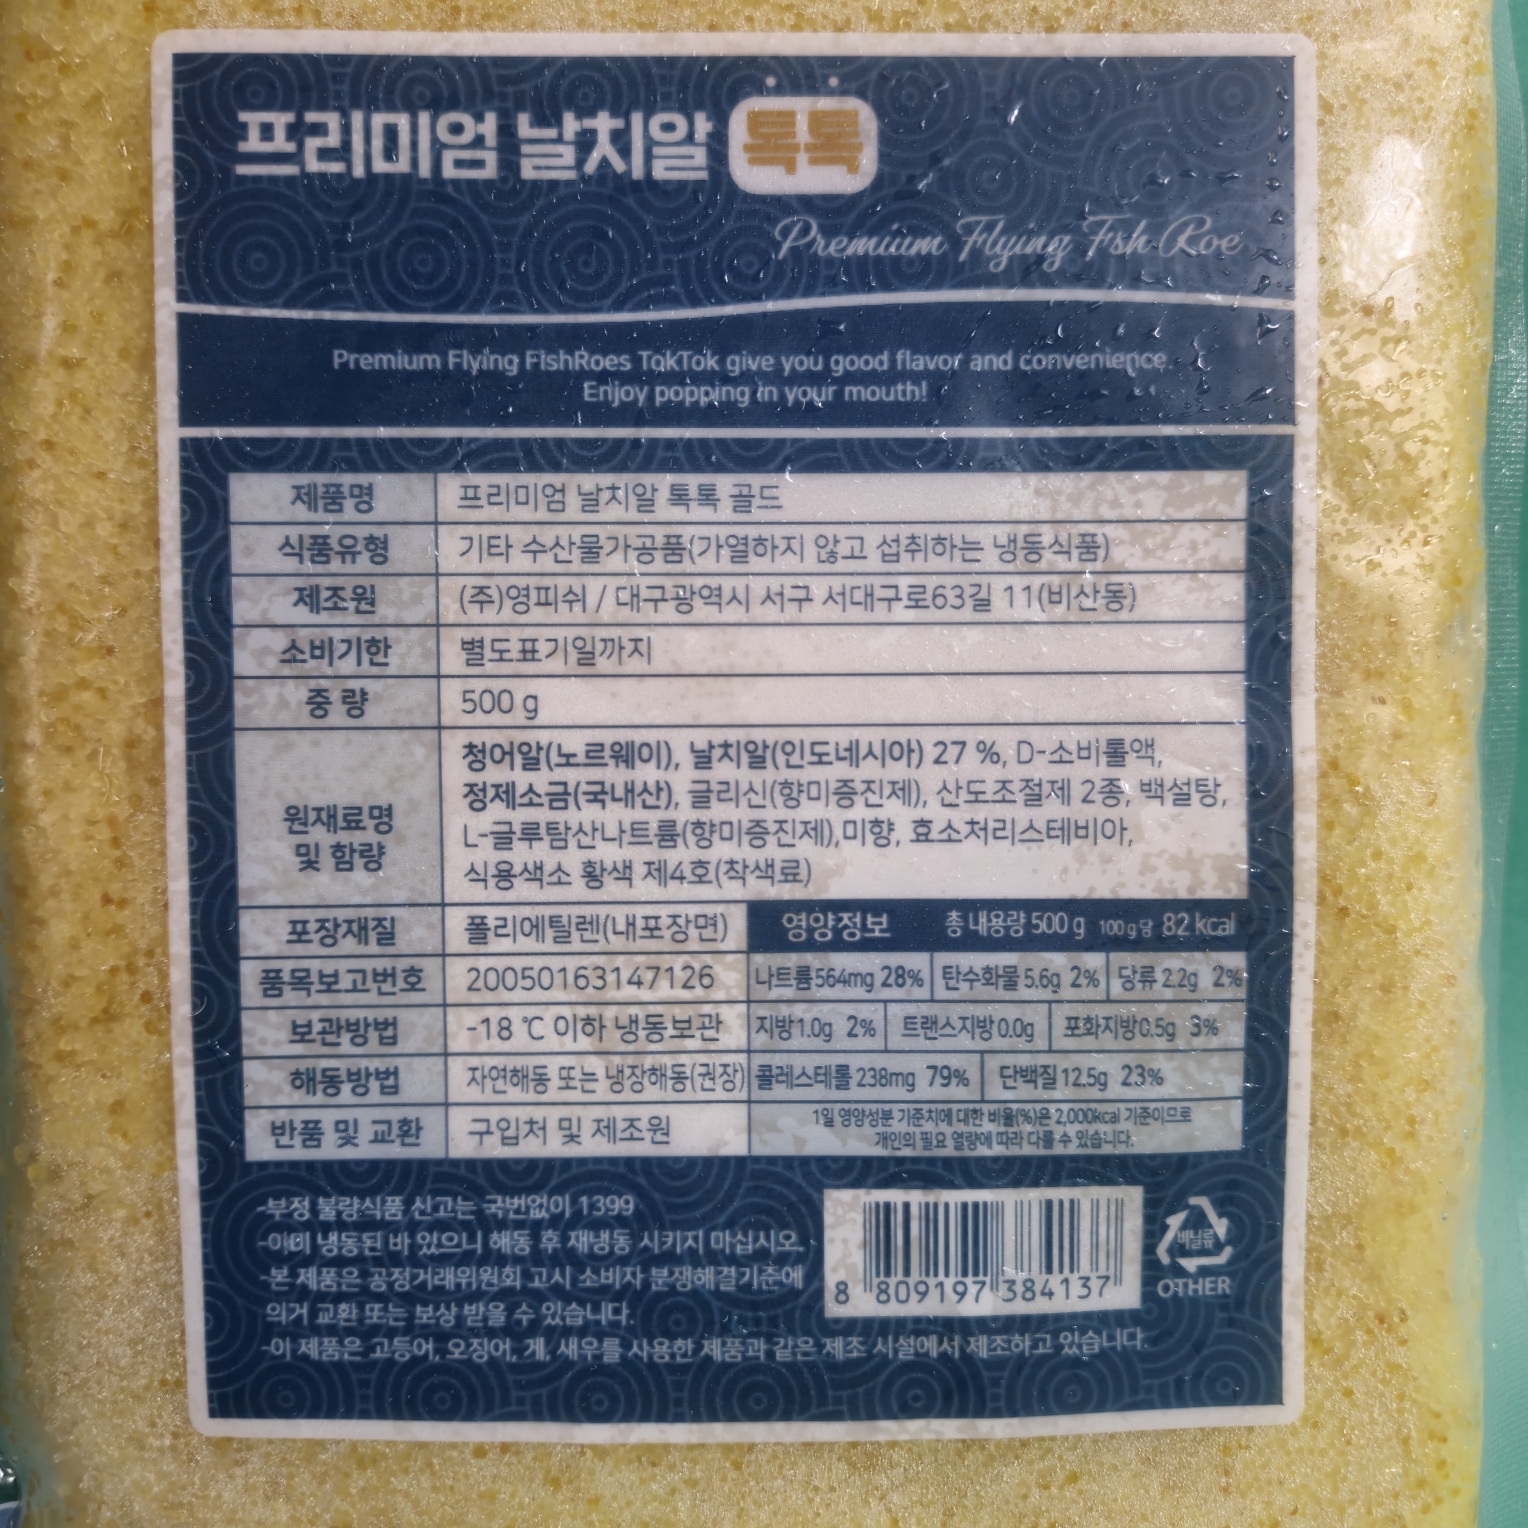 프리미엄 날치알 톡톡
Premium Flying Fish Roe
Premium Flying FishRoes TokTok give you good flavor and convenience.
Enjoy popping in your mouth!
제품명 프리미엄 날치알 톡톡 골드
식품유형 기타 수산물가공품(가열하지 않고 섭취하는 냉동식품)
제조원 (주)영피쉬 / 대구광역시 서구 서대구로63길 11(비산동)
소비기한 별도표기일까지
중 량 500 g
원재료명
및 함량
청어알(노르웨이), 날치알(인도네시아) 27 %, D-소비톨액,
정제소금(국내산), 글리신(향미증진제), 산도조절제 2종, 백설탕,
L-글루탐산나트륨(향미증진제),미향, 효소처리스테비아,
식용색소 황색 제4호(착색료)
포장재질 폴리에틸렌(내포장면)
품목보고번호 20050163147126
보관방법 -18 ℃ 이하 냉동보관
해동방법 자연해동 또는 냉장해동(권장)
반품 및 교환 구입처 및 제조원
영양정보 총 내용량 500 g 100 g 당 82 kcal
나트륨 564mg 28% 탄수화물 5.6g 2% 당류 2.2g 2%
지방 1.0g 2% 트랜스지방 0.0g 포화지방 0.5g 3%
콜레스테롤 238mg 79% 단백질 12.5g 23%
1일 영양성분 기준치에 대한 비율(%)은 2,000kcal 기준이므로
개인의 필요 열량에 따라 다를 수 있습니다.
-부정 불량식품 신고는 국번없이 1399
-이미 냉동된 바 있으니 해동 후 재냉동 시키지 마십시오.
-본 제품은 공정거래위원회 고시 소비자 분쟁해결기준에
의거 교환 또는 보상 받을 수 있습니다.
-이 제품은 고등어, 오징어, 게, 새우를 사용한 제품과 같은 제조 시설에서 제조하고 있습니다.
8 809197 384137
비닐류
OTHER